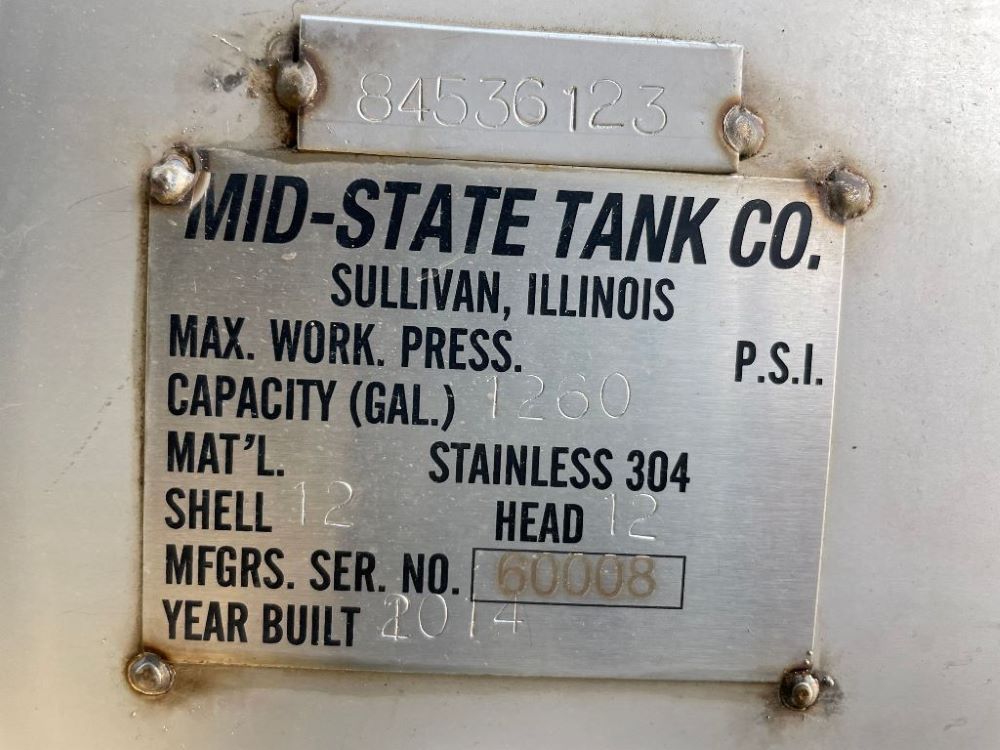 84536123
MID-STATE TANK CO.
SULLIVAN, ILLINOIS
MAX. WORK. PRESS. P.S.I.
CAPACITY (GAL.) 1260
MAT'L. STAINLESS 304
SHELL 12 HEAD 12
MFGRS. SER. NO. 60008
YEAR BUILT 2014